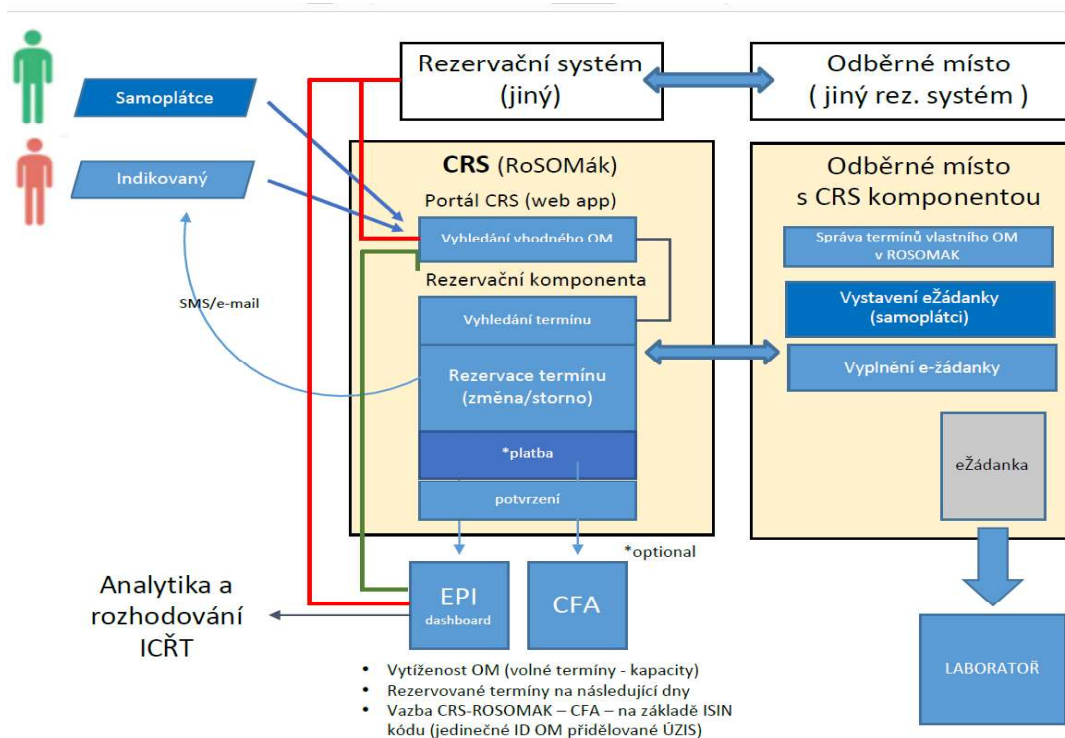 Samoplátce
Indikovaný
SMS/e-mail
Rezervační systém
(jiný)
Odběrné místo
( jiný rez. systém )
CRS (RoSOMák)
Portál CRS (web app)
Vyhledání vhodného OM
Rezervační komponenta
Vyhledání termínu
Rezervace termínu
(změna/storno)
*platba
potvrzení
*optional
Odběrné místo
s CRS komponentou
Správa termínů vlastního OM
v ROSOMAK
Vystavení eŽádanky
(samoplátci)
Vyplnění e-žádanky
eŽádanka
LABORATOŘ
Analytika a
rozhodování
ICŘT
EPI
dashboard
CFA
• Vytíženost OM (volné termíny - kapacity)
• Rezervované termíny na následující dny
• Vazba CRS-ROSOMAK – CFA – na základě ISIN
kódu (jedinečné ID OM přidělované ÚZIS)